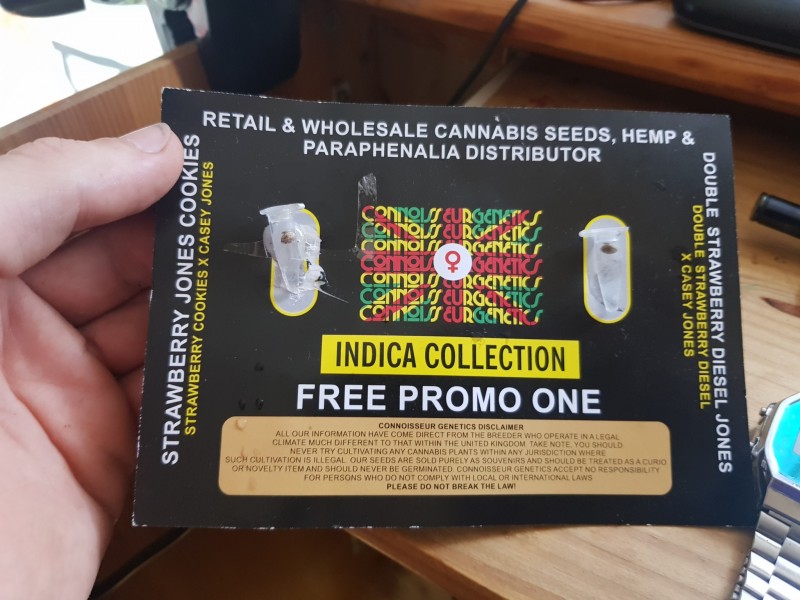 RETAIL & WHOLESALE CANNABIS SEEDS, HEMP &
PARAPHENALIA DISTRIBUTOR
STRAWBERRY JONES COOKIES
STRAWBERRY COOKIES X CASEY JONES
CONNOISSEUR GENETICS
CONNOISSEUR GENETICS
CONNOISSEUR GENETICS
CONNOISSEUR GENETICS
CONNOISSEUR GENETICS
CONNOISSEUR GENETICS
CONNOISSEUR GENETICS
DOUBLE STRAWBERRY DIESEL JONES
DOUBLE STRAWBERRY DIESEL
X CASEY JONES
INDICA COLLECTION
FREE PROMO ONE
CONNOISSEUR GENETICS DISCLAIMER
ALL OUR INFORMATION HAVE COME DIRECT FROM THE BREEDER WHO OPERATE IN A LEGAL
CLIMATE MUCH DIFFERENT TO THAT WITHIN THE UNITED KINGDOM. TAKE NOTE, YOU SHOULD
NEVER TRY CULTIVATING ANY CANNABIS PLANTS WITHIN ANY JURISDICTION WHERE
SUCH CULTIVATION IS ILLEGAL. OUR SEEDS ARE SOLD PURELY AS SOUVENIRS AND SHOULD BE TREATED AS A CURIO
OR NOVELTY ITEM AND SHOULD NEVER BE GERMINATED. CONNOISSEUR GENETICS ACCEPT NO RESPONSIBILITY
FOR PERSONS WHO DO NOT COMPLY WITH LOCAL OR INTERNATIONAL LAWS
PLEASE DO NOT BREAK THE LAW!